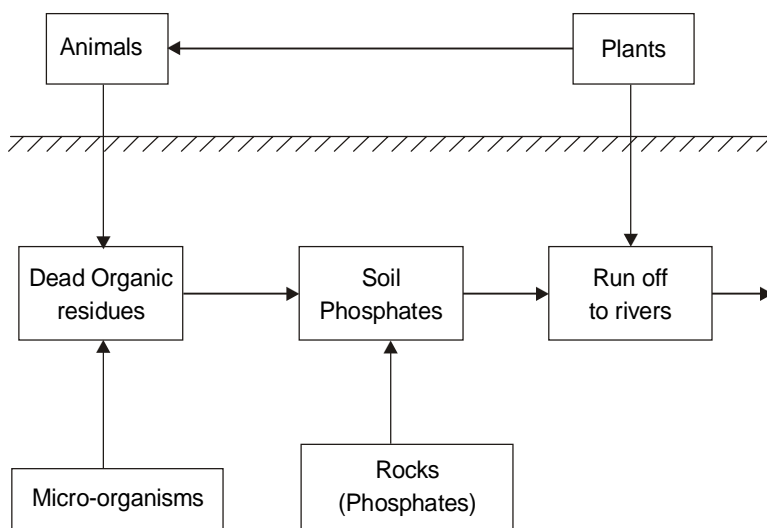 Animals
Plants
Dead Organic
residues
Soil
Phosphates
Run off
to rivers
Micro-organisms
Rocks
(Phosphates)